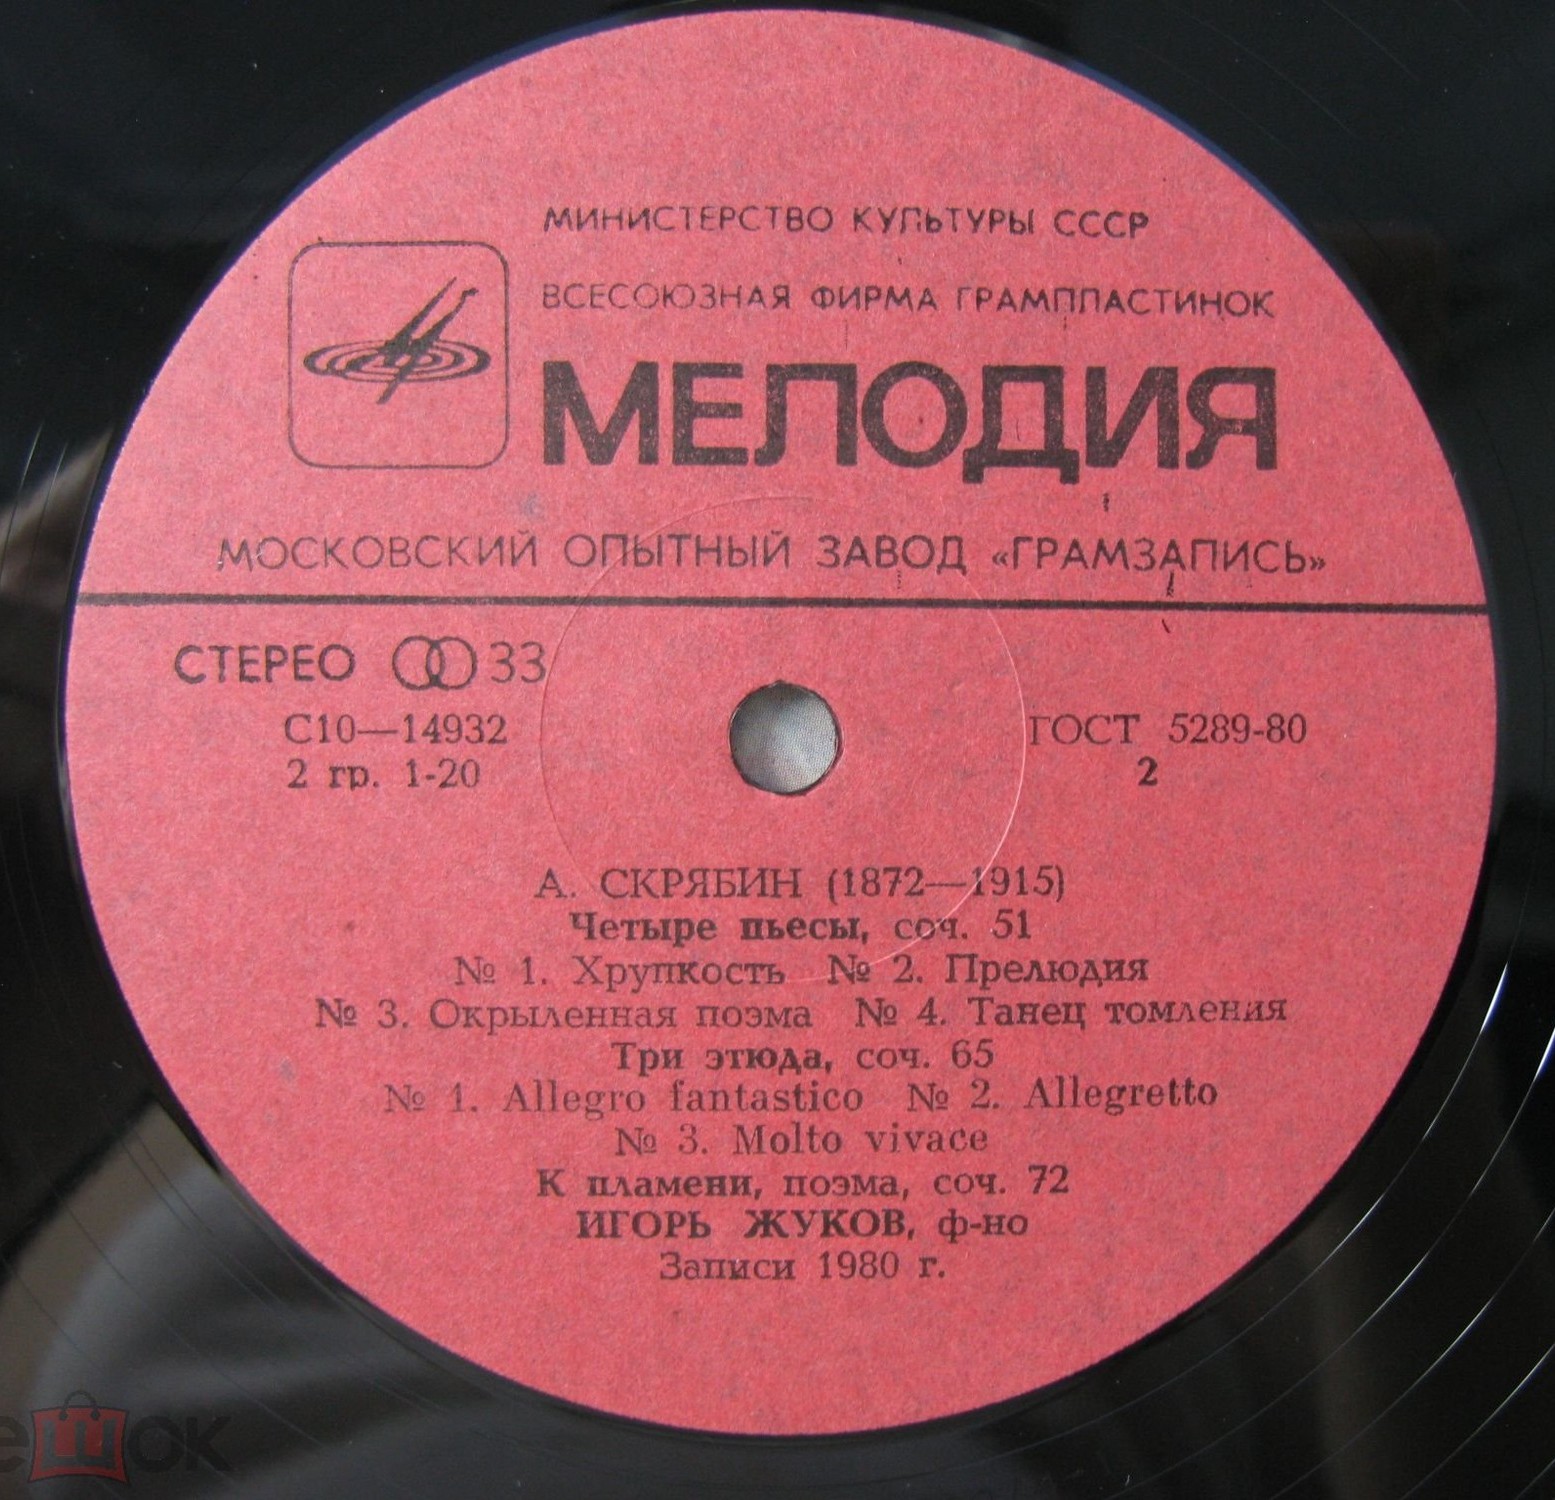 МИНИСТЕРСТВО КУЛЬТУРЫ СССР
ВСЕСОЮЗНАЯ ФИРМА ГРАМПЛАСТИНОК
МЕЛОДИЯ
МОСКОВСКИЙ ОПЫТНЫЙ ЗАВОД «ГРАМЗАПИСЬ»
СТЕРЕО 33
С10—14932 ГОСТ 5289-80
2 гр. 1-20 2
А. СКРЯБИН (1872—1915)
Четыре пьесы, соч. 51
№ 1. Хрупкость № 2. Прелюдия
№ 3. Окрыленная поэма № 4. Танец томления
Три этюда, соч. 65
№ 1. Allegro fantastico № 2. Allegretto
№ 3. Molto vivace
К пламени, поэма, соч. 72
ИГОРЬ ЖУКОВ, ф-но
Записи 1980 г.
ешок